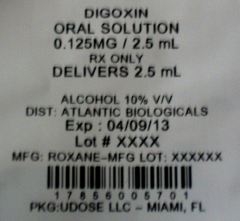 DIGOXIN
ORAL SOLUTION
0.125MG / 2.5 mL
RX ONLY
DELIVERS 2.5 mL
ALCOHOL 10% V/V
DIST: ATLANTIC BIOLOGICALS
Exp : 04/09/13
Lot # XXXX
MFG: ROXANE-MFG LOT: XXXXXX
17856005701
PKG:UDOSE LLC - MIAMI, FL